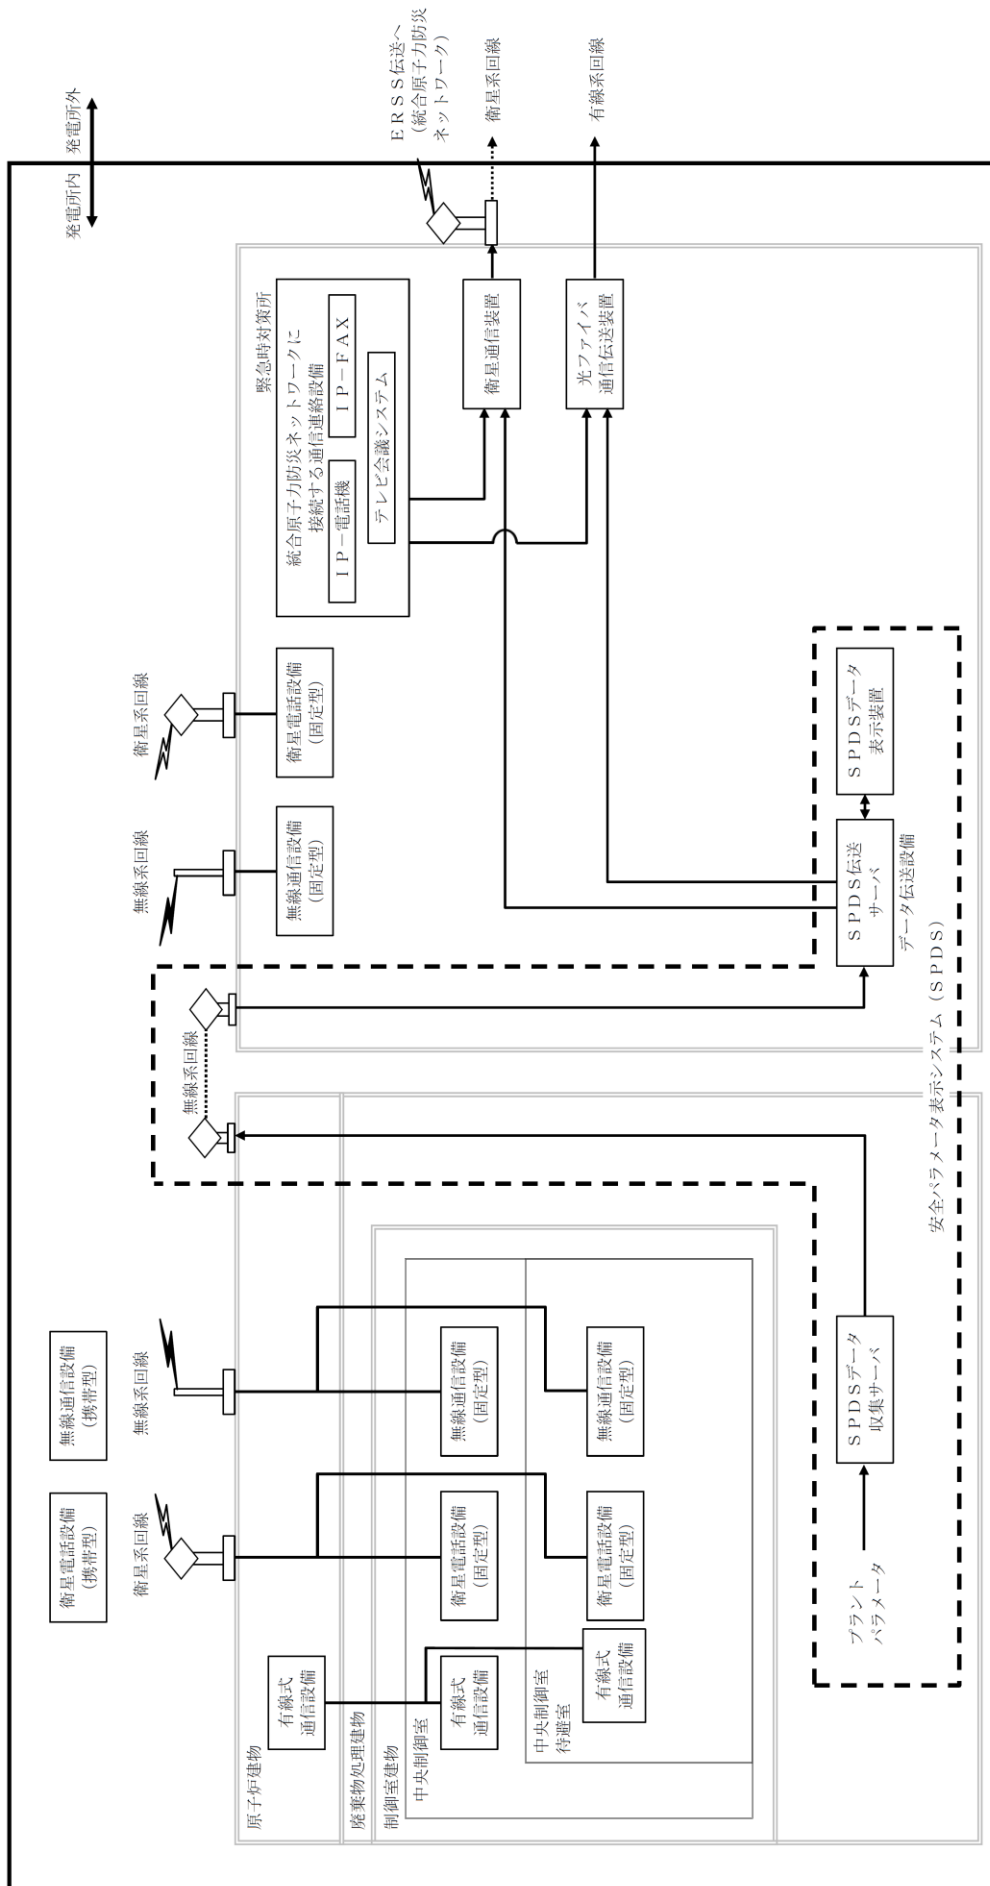 衛星電話設備
（携帯型）
無線通信設備
（携帯型）
発電所内
発電所外
衛星系回線
無線系回線
無線系回線
無線系回線
衛星系回線
ＥＲＳＳ伝送へ
（統合原子力防災
ネットワーク）
衛星系回線
有線系回線
原子炉建物
有線式
通信設備
廃棄物処理建物
制御室建物
中央制御室
有線式
通信設備
衛星電話設備
（固定型）
無線通信設備
（固定型）
中央制御室
待避室
有線式
通信設備
衛星電話設備
（固定型）
無線通信設備
（固定型）
無線通信設備
（固定型）
衛星電話設備
（固定型）
緊急時対策所
統合原子力防災ネットワークに
接続する通信連絡設備
ＩＰ－電話機
ＩＰ－ＦＡＸ
テレビ会議システム
衛星通信装置
光ファイバ
通信伝送装置
プラント
パラメータ
ＳＰＤＳデータ
収集サーバ
ＳＰＤＳ伝送
サーバ
データ伝送設備
ＳＰＤＳデータ
表示装置
安全パラメータ表示システム（ＳＰＤＳ）